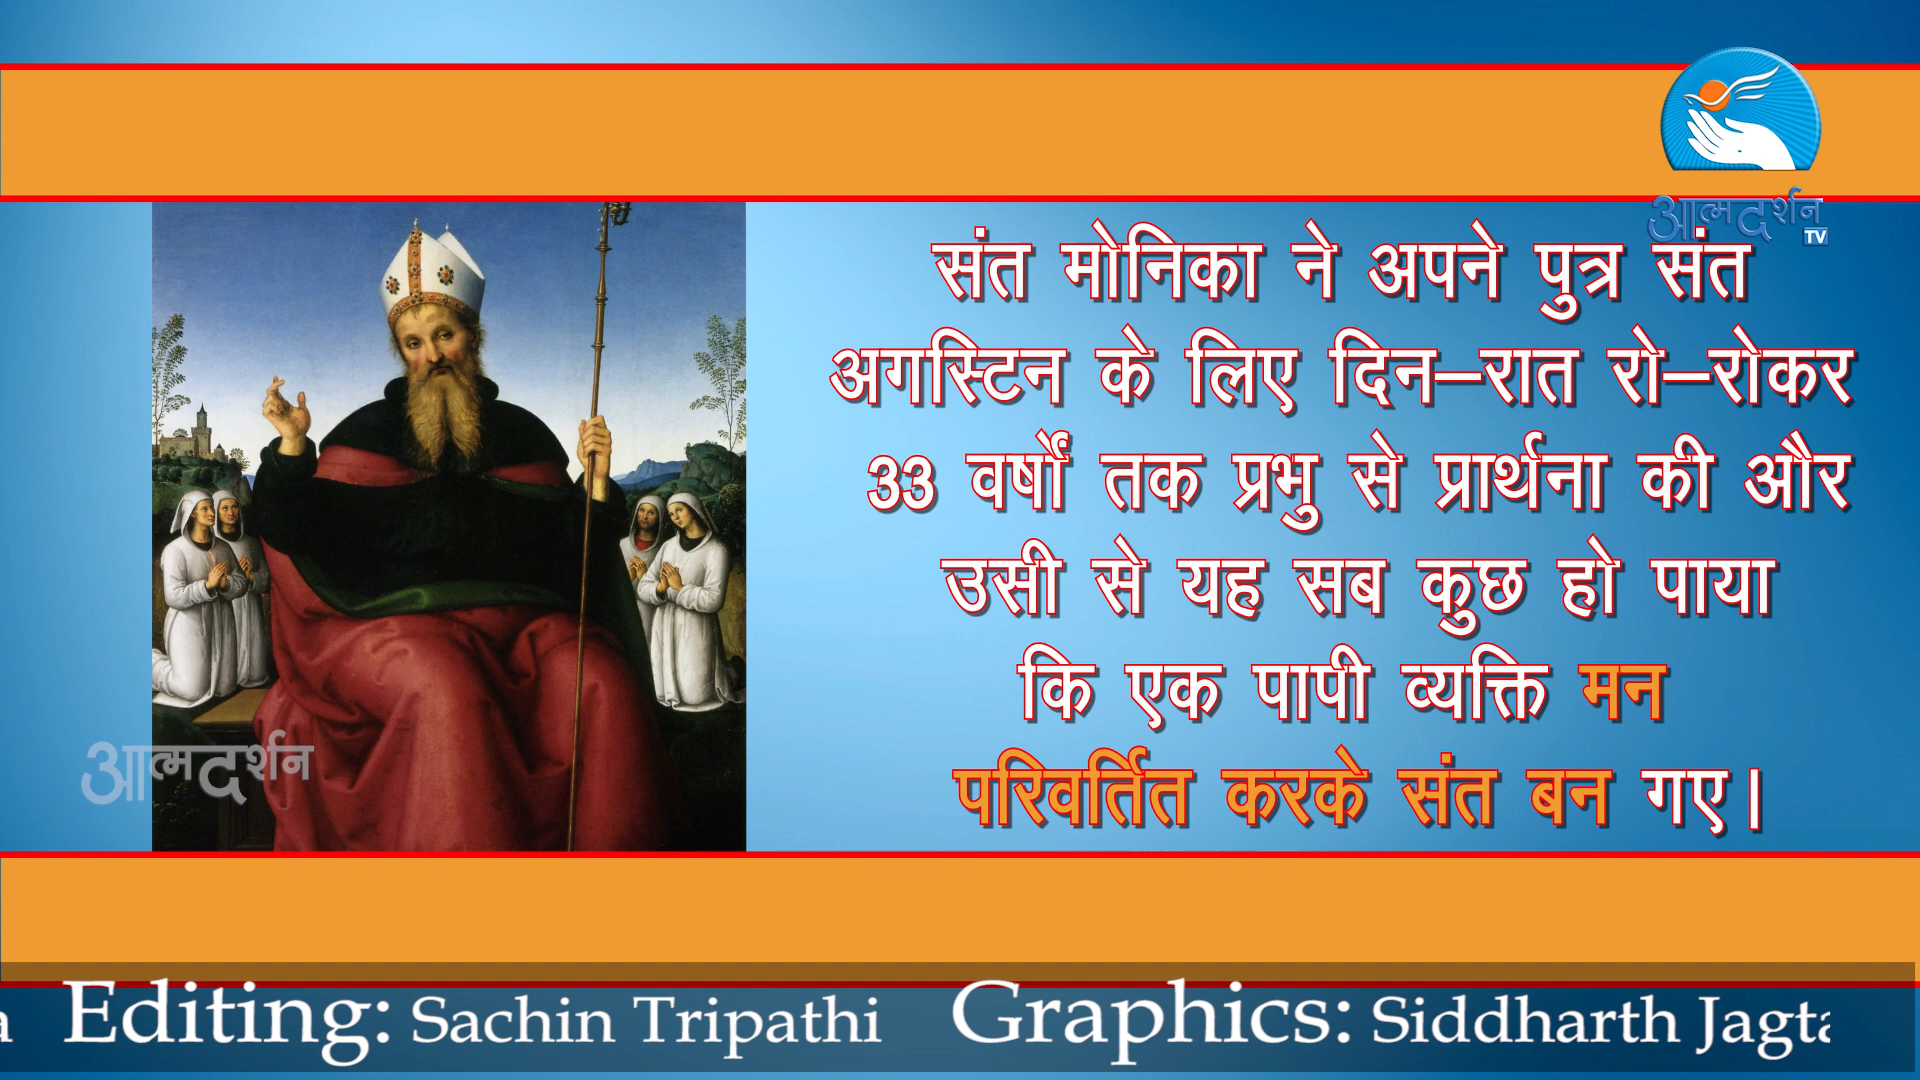 आत्मदर्शन
TV
संत मोनिका ने अपने पुत्र संत
अगस्टिन के लिए दिन–रात रो–रोकर
33 वर्षों तक प्रभु से प्रार्थना की और
उसी से यह सब कुछ हो पाया
कि एक पापी व्यक्ति मन
परिवर्तित करके संत बन गए।
आत्मदर्शन
a Editing: Sachin Tripathi Graphics: Siddharth Jagta